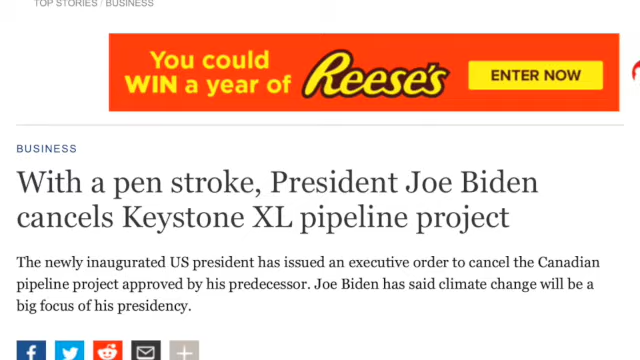 TOP STORIES / BUSINESS
You could
WIN a year of
Reese's
ENTER NOW
BUSINESS
With a pen stroke, President Joe Biden
cancels Keystone XL pipeline project
The newly inaugurated US president has issued an executive order to cancel the Canadian
pipeline project approved by his predecessor. Joe Biden has said climate change will be a
big focus of his presidency.